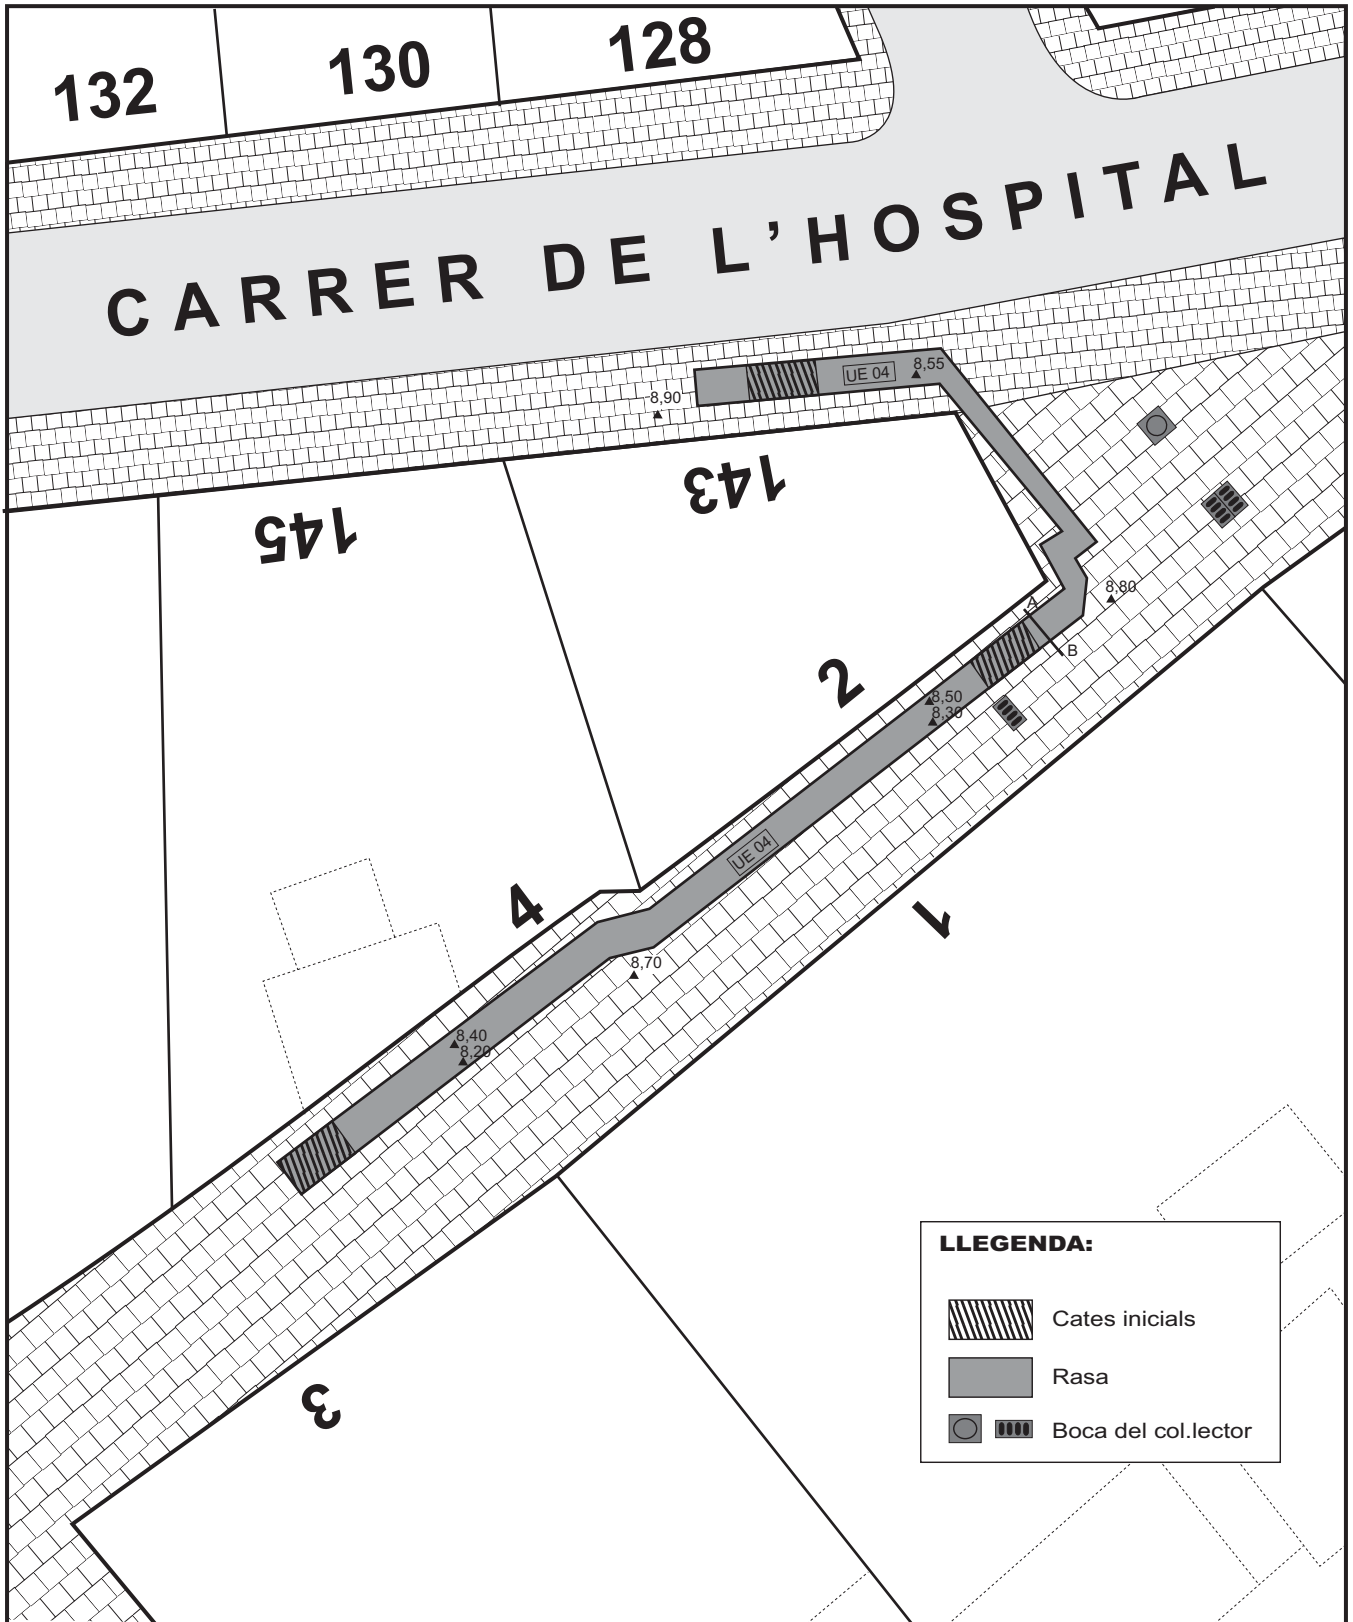 132
130
128
CARRER DE L’HOSPITAL
UE 04
8,55
8,90
143
145
8,80
A
B
2
8,50
8,30
UE 04
4
1
8,70
8,40
8,20
3
LLEGENDA:
Cates inicials
Rasa
Boca del col.lector